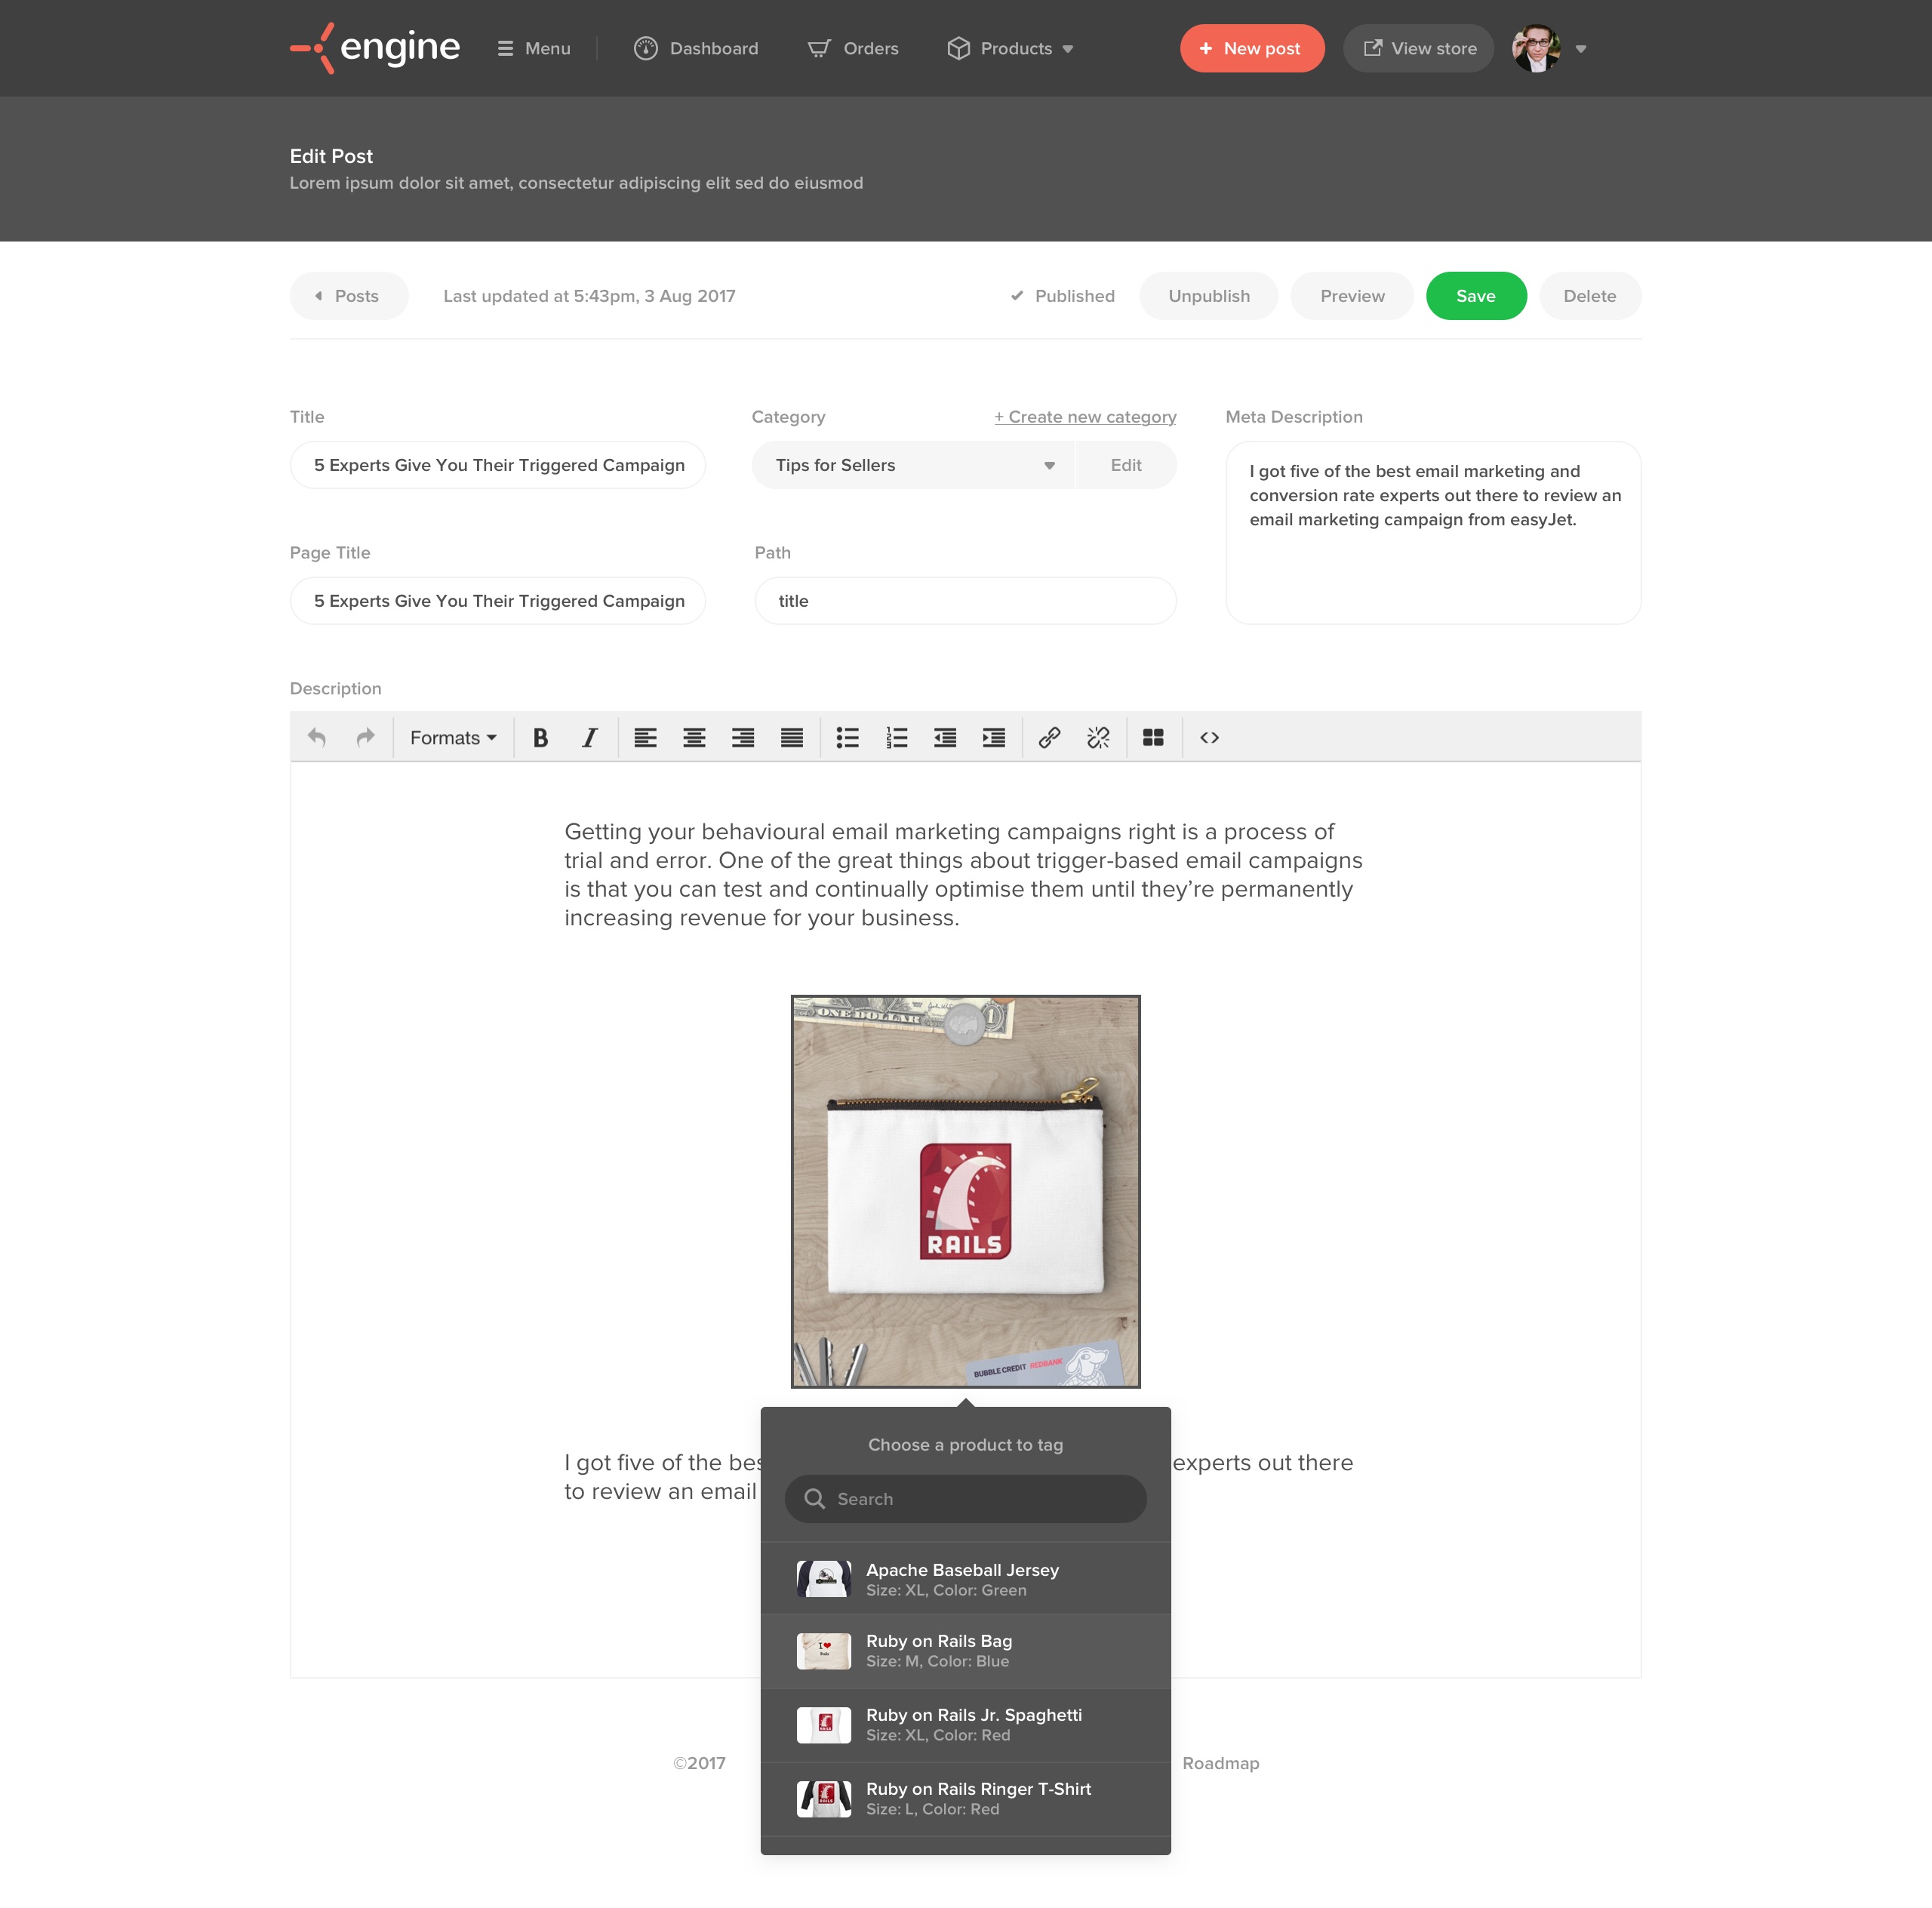 engine
Menu
Dashboard
Orders
Products
+ New post
View store
Edit Post
Lorem ipsum dolor sit amet, consectetur adipiscing elit sed do eiusmod
Posts
Last updated at 5:43pm, 3 Aug 2017
Published
Unpublish
Preview
Save
Delete
Title
5 Experts Give You Their Triggered Campaign
Category
+ Create new category
Tips for Sellers
Edit
Meta Description
I got five of the best email marketing and
conversion rate experts out there to review an
email marketing campaign from easyJet.
Page Title
5 Experts Give You Their Triggered Campaign
Path
title
Description
Formats
B
I
<>
Getting your behavioural email marketing campaigns right is a process of
trial and error. One of the great things about trigger-based email campaigns
is that you can test and continually optimise them until they’re permanently
increasing revenue for your business.
ONE DOLLAR
1
RAILS
BUBBLE CREDIT REDBANK
I got five of the bes
experts out there
to review an email
Choose a product to tag
Search
Apache Baseball Jersey
Size: XL, Color: Green
I ❤
Ruby on Rails Bag
Size: M, Color: Blue
Ruby on Rails Jr. Spaghetti
Size: XL, Color: Red
RAILS
Ruby on Rails Ringer T-Shirt
Size: L, Color: Red
©2017
Roadmap